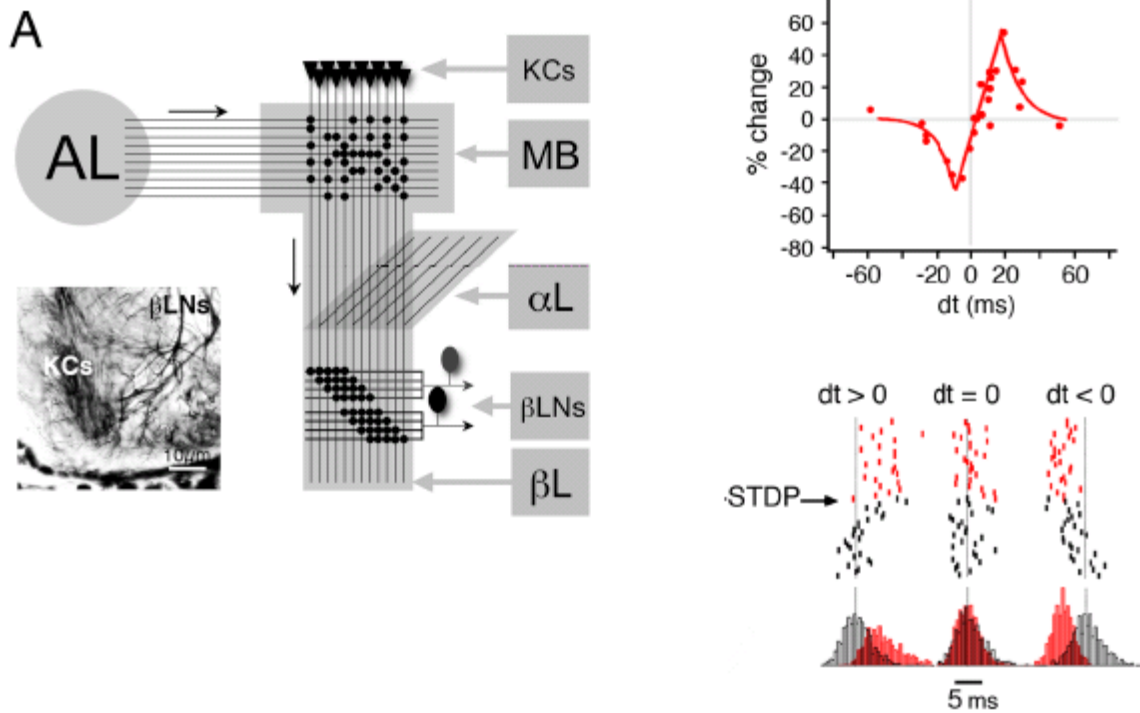 A
AL
KCs
MB
αL
βLNs
βL
βLNs
KCs
10μm
% change
60
40
20
0
-20
-40
-60
-80
-60 -20 0 20 60
dt (ms)
dt > 0 dt = 0 dt < 0
STDP
5 ms